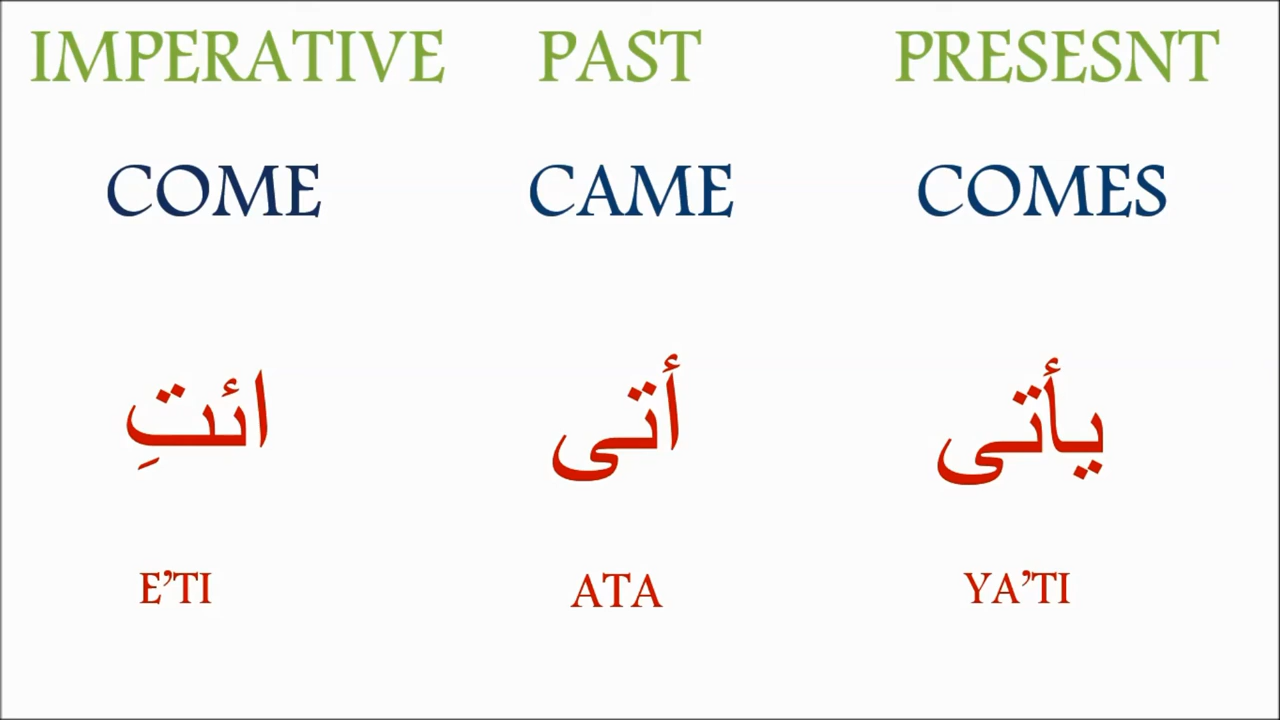 IMPERATIVE PAST PRESESNT
COME CAME COMES
ائتِ أتى يأتى
E’TI ATA YA’TI